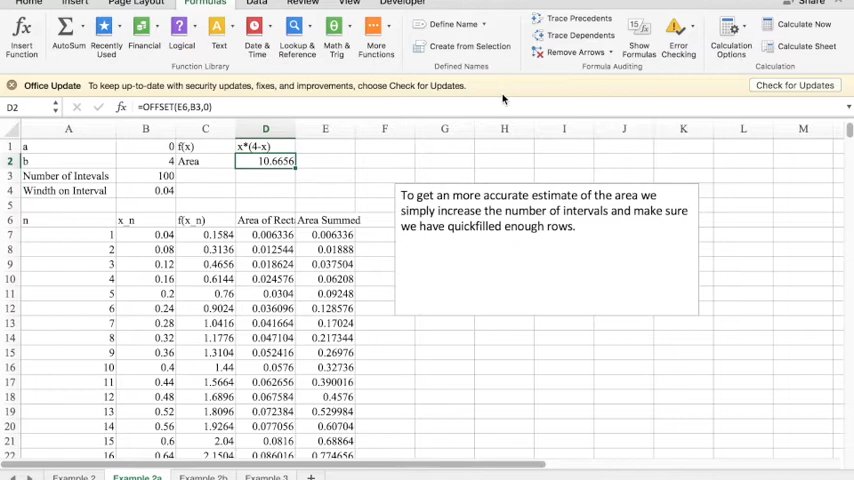 Home Insert Page Layout Formulas Data Review View Developer Share
fx Σ ★ ? A θ 15/fx
Insert Function AutoSum Recently Used Financial Logical Text Date & Time Lookup & Reference Math & Trig More Functions
Define Name
Create from Selection
Trace Precedents
Trace Dependents
Remove Arrows
Show Formulas Error Checking Calculation Options
Calculate Now
Calculate Sheet
Function Library Defined Names Formula Auditing Calculation
Office Update To keep up-to-date with security updates, fixes, and improvements, choose Check for Updates. Check for Updates
D2 fx =OFFSET(E6,B3,0)
A B C D E F G H I J K L M
1 a 0 f(x) x*(4-x)
2 b 4 Area 10.6656
3 Number of Intevals 100
4 Windth on Interval 0.04
5
6 n x_n f(x_n) Area of Recta Area Summed
7 1 0.04 0.1584 0.006336 0.006336
8 2 0.08 0.3136 0.012544 0.01888
9 3 0.12 0.4656 0.018624 0.037504
10 4 0.16 0.6144 0.024576 0.06208
11 5 0.2 0.76 0.0304 0.09248
12 6 0.24 0.9024 0.036096 0.128576
13 7 0.28 1.0416 0.041664 0.17024
14 8 0.32 1.1776 0.047104 0.217344
15 9 0.36 1.3104 0.052416 0.26976
16 10 0.4 1.44 0.0576 0.32736
17 11 0.44 1.5664 0.062656 0.390016
18 12 0.48 1.6896 0.067584 0.4576
19 13 0.52 1.8096 0.072384 0.529984
20 14 0.56 1.9264 0.077056 0.60704
21 15 0.6 2.04 0.0816 0.68864
22 16 0.64 2.1504 0.086016 0.774656
To get an more accurate estimate of the area we
simply increase the number of intervals and make sure
we have quickfilled enough rows.
Example 2 Example 2a Example 2b Example 3 +